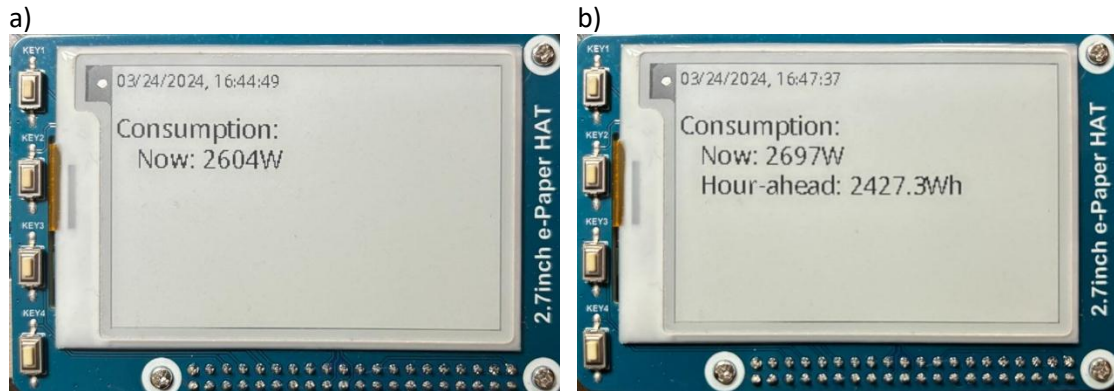 a)
KEY1
KEY2
KEY3
KEY4
03/24/2024, 16:44:49
Consumption:
Now: 2604W
2.7inch e-Paper HAT
b)
KEY1
KEY2
KEY3
KEY4
03/24/2024, 16:47:37
Consumption:
Now: 2697W
Hour-ahead: 2427.3Wh
2.7inch e-Paper HAT